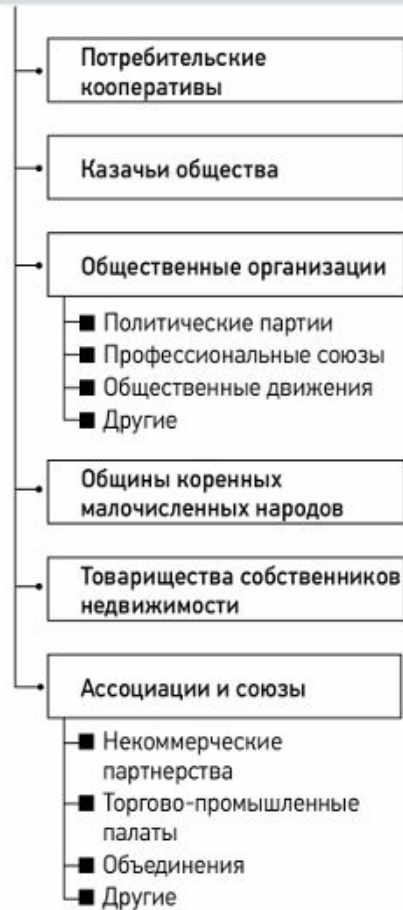 Потребительские
кооперативы
Казачьи общества
Общественные организации
Политические партии
Профессиональные союзы
Общественные движения
Другие
Общины коренных
малочисленных народов
Товарищества собственников
недвижимости
Ассоциации и союзы
Некоммерческие
партнерства
Торгово-промышленные
палаты
Объединения
Другие